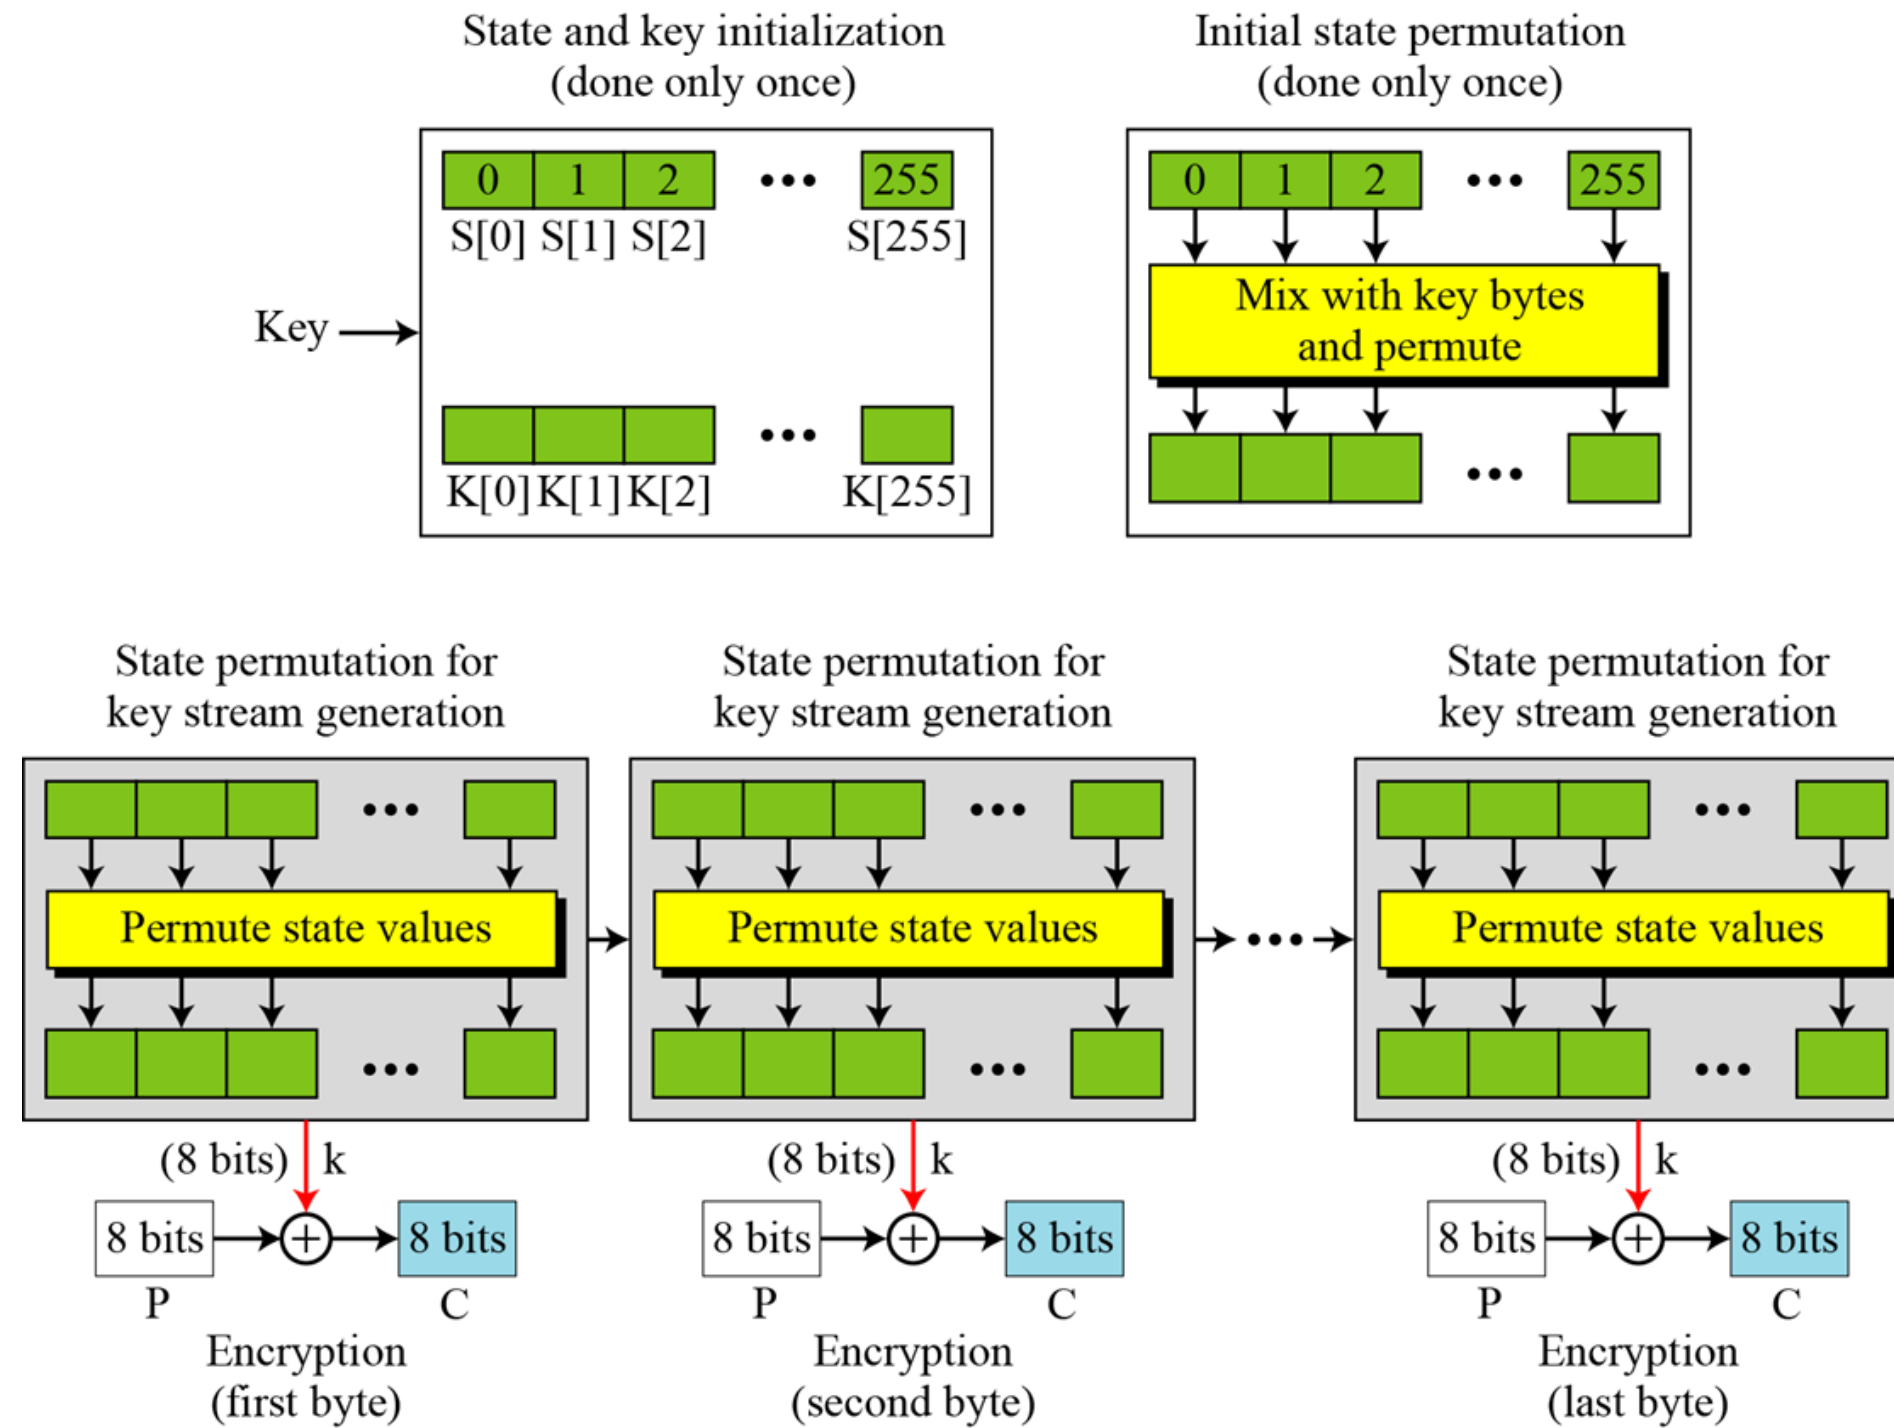 State and key initialization
(done only once)
Initial state permutation
(done only once)
0 1 2 ••• 255
S[0] S[1] S[2] S[255]
Key
••• 
K[0] K[1] K[2] K[255]
0 1 2 ••• 255
Mix with key bytes
and permute
•••
State permutation for
key stream generation
•••
Permute state values
•••
(8 bits) k
8 bits + 8 bits
P C
Encryption
(first byte)
State permutation for
key stream generation
•••
Permute state values
•••
(8 bits) k
8 bits + 8 bits
P C
Encryption
(second byte)
•••
State permutation for
key stream generation
•••
Permute state values
•••
(8 bits) k
8 bits + 8 bits
P C
Encryption
(last byte)